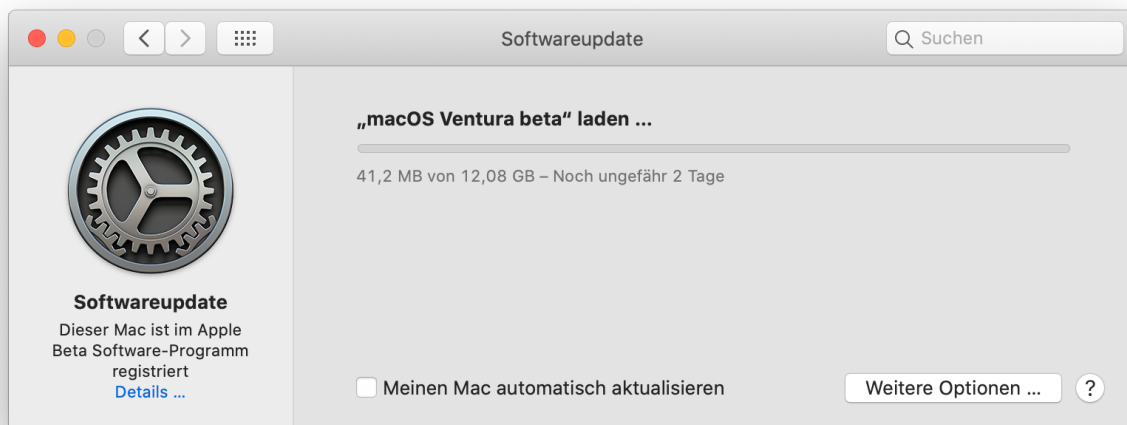 Softwareupdate
Suchen
„macOS Ventura beta“ laden ...
41,2 MB von 12,08 GB – Noch ungefähr 2 Tage
Softwareupdate
Dieser Mac ist im Apple
Beta Software-Programm
registriert
Details ...
Meinen Mac automatisch aktualisieren
Weitere Optionen ...
?